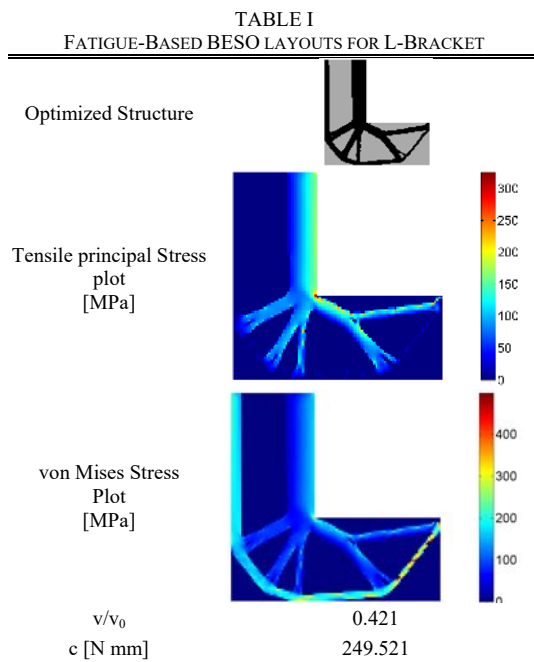 TABLE I
FATIGUE-BASED BESO LAYOUTS FOR L-BRACKET
Optimized Structure
Tensile principal Stress
plot
[MPa]
300
250
200
150
100
50
0
von Mises Stress
Plot
[MPa]
400
300
200
100
0
v/v₀ 0.421
c [N mm] 249.521